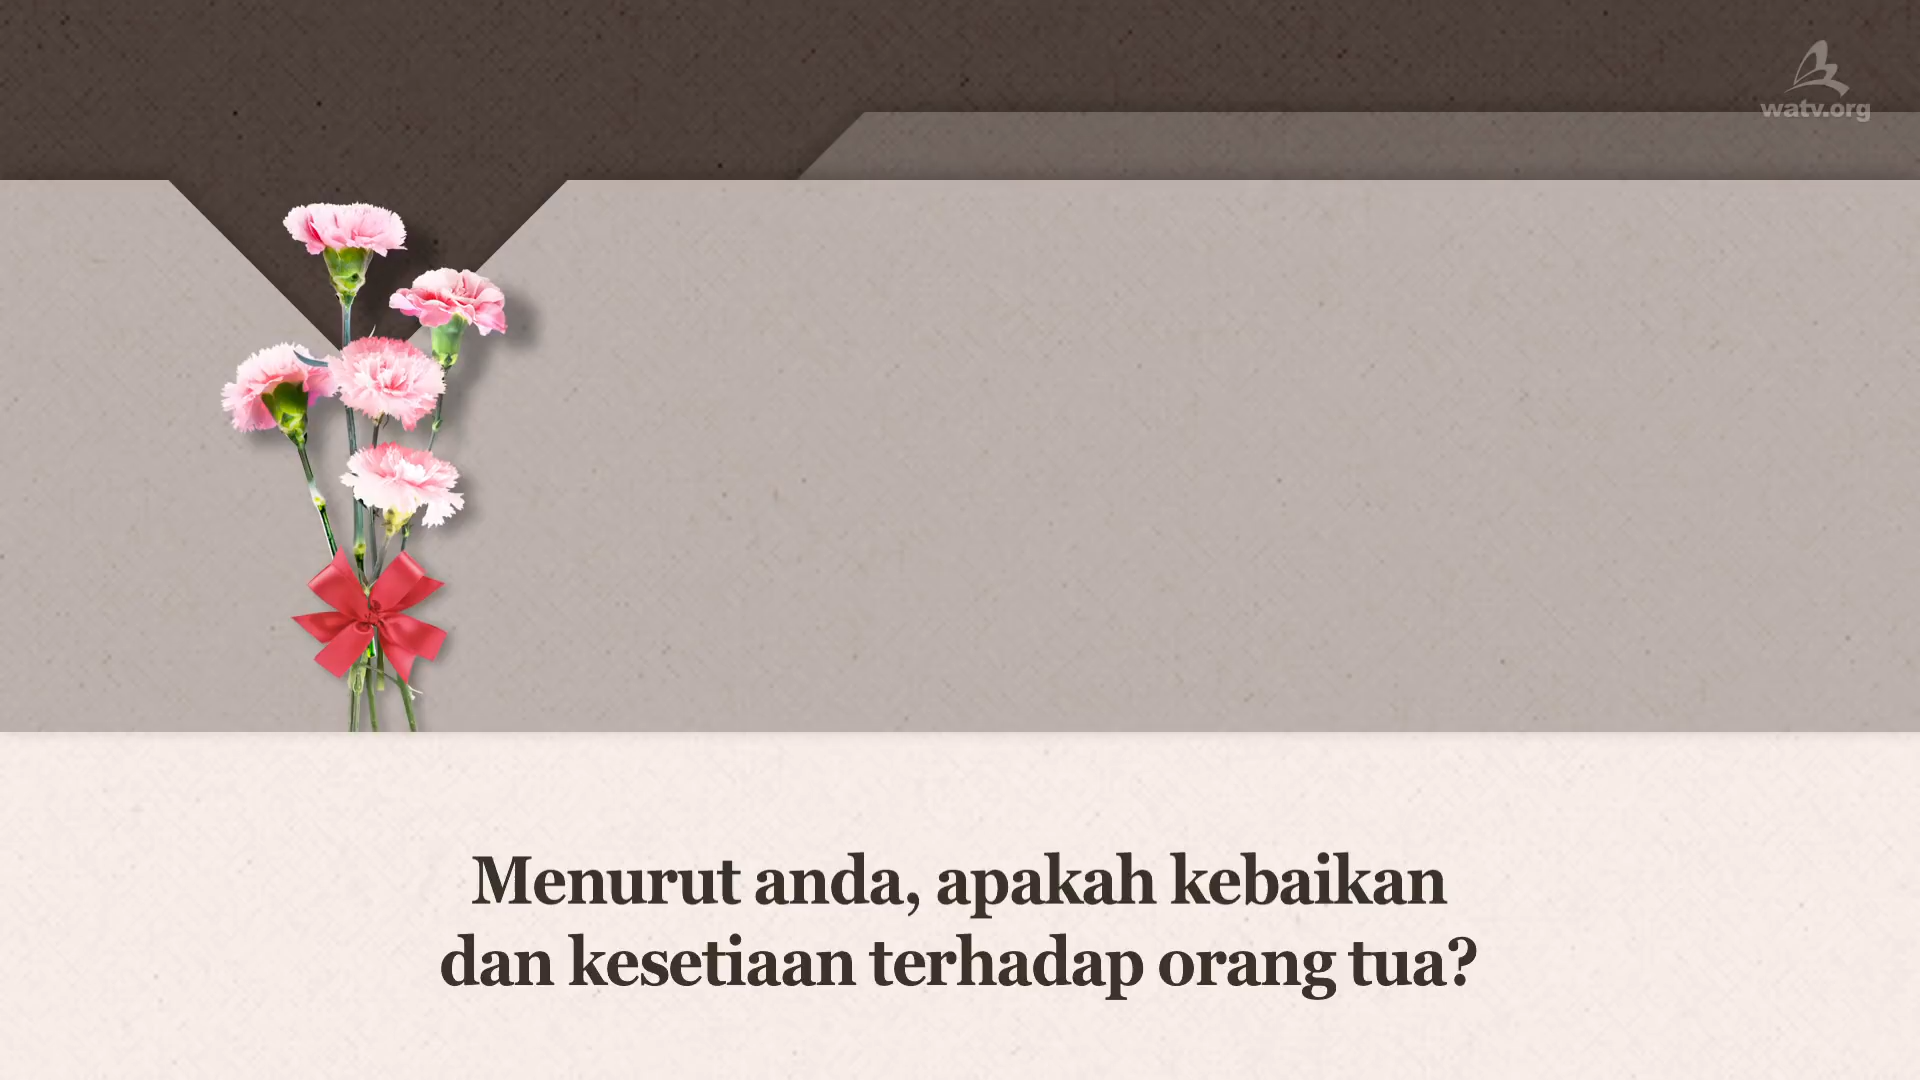 watv.org
Menurut anda, apakah kebaikan
dan kesetiaan terhadap orang tua?